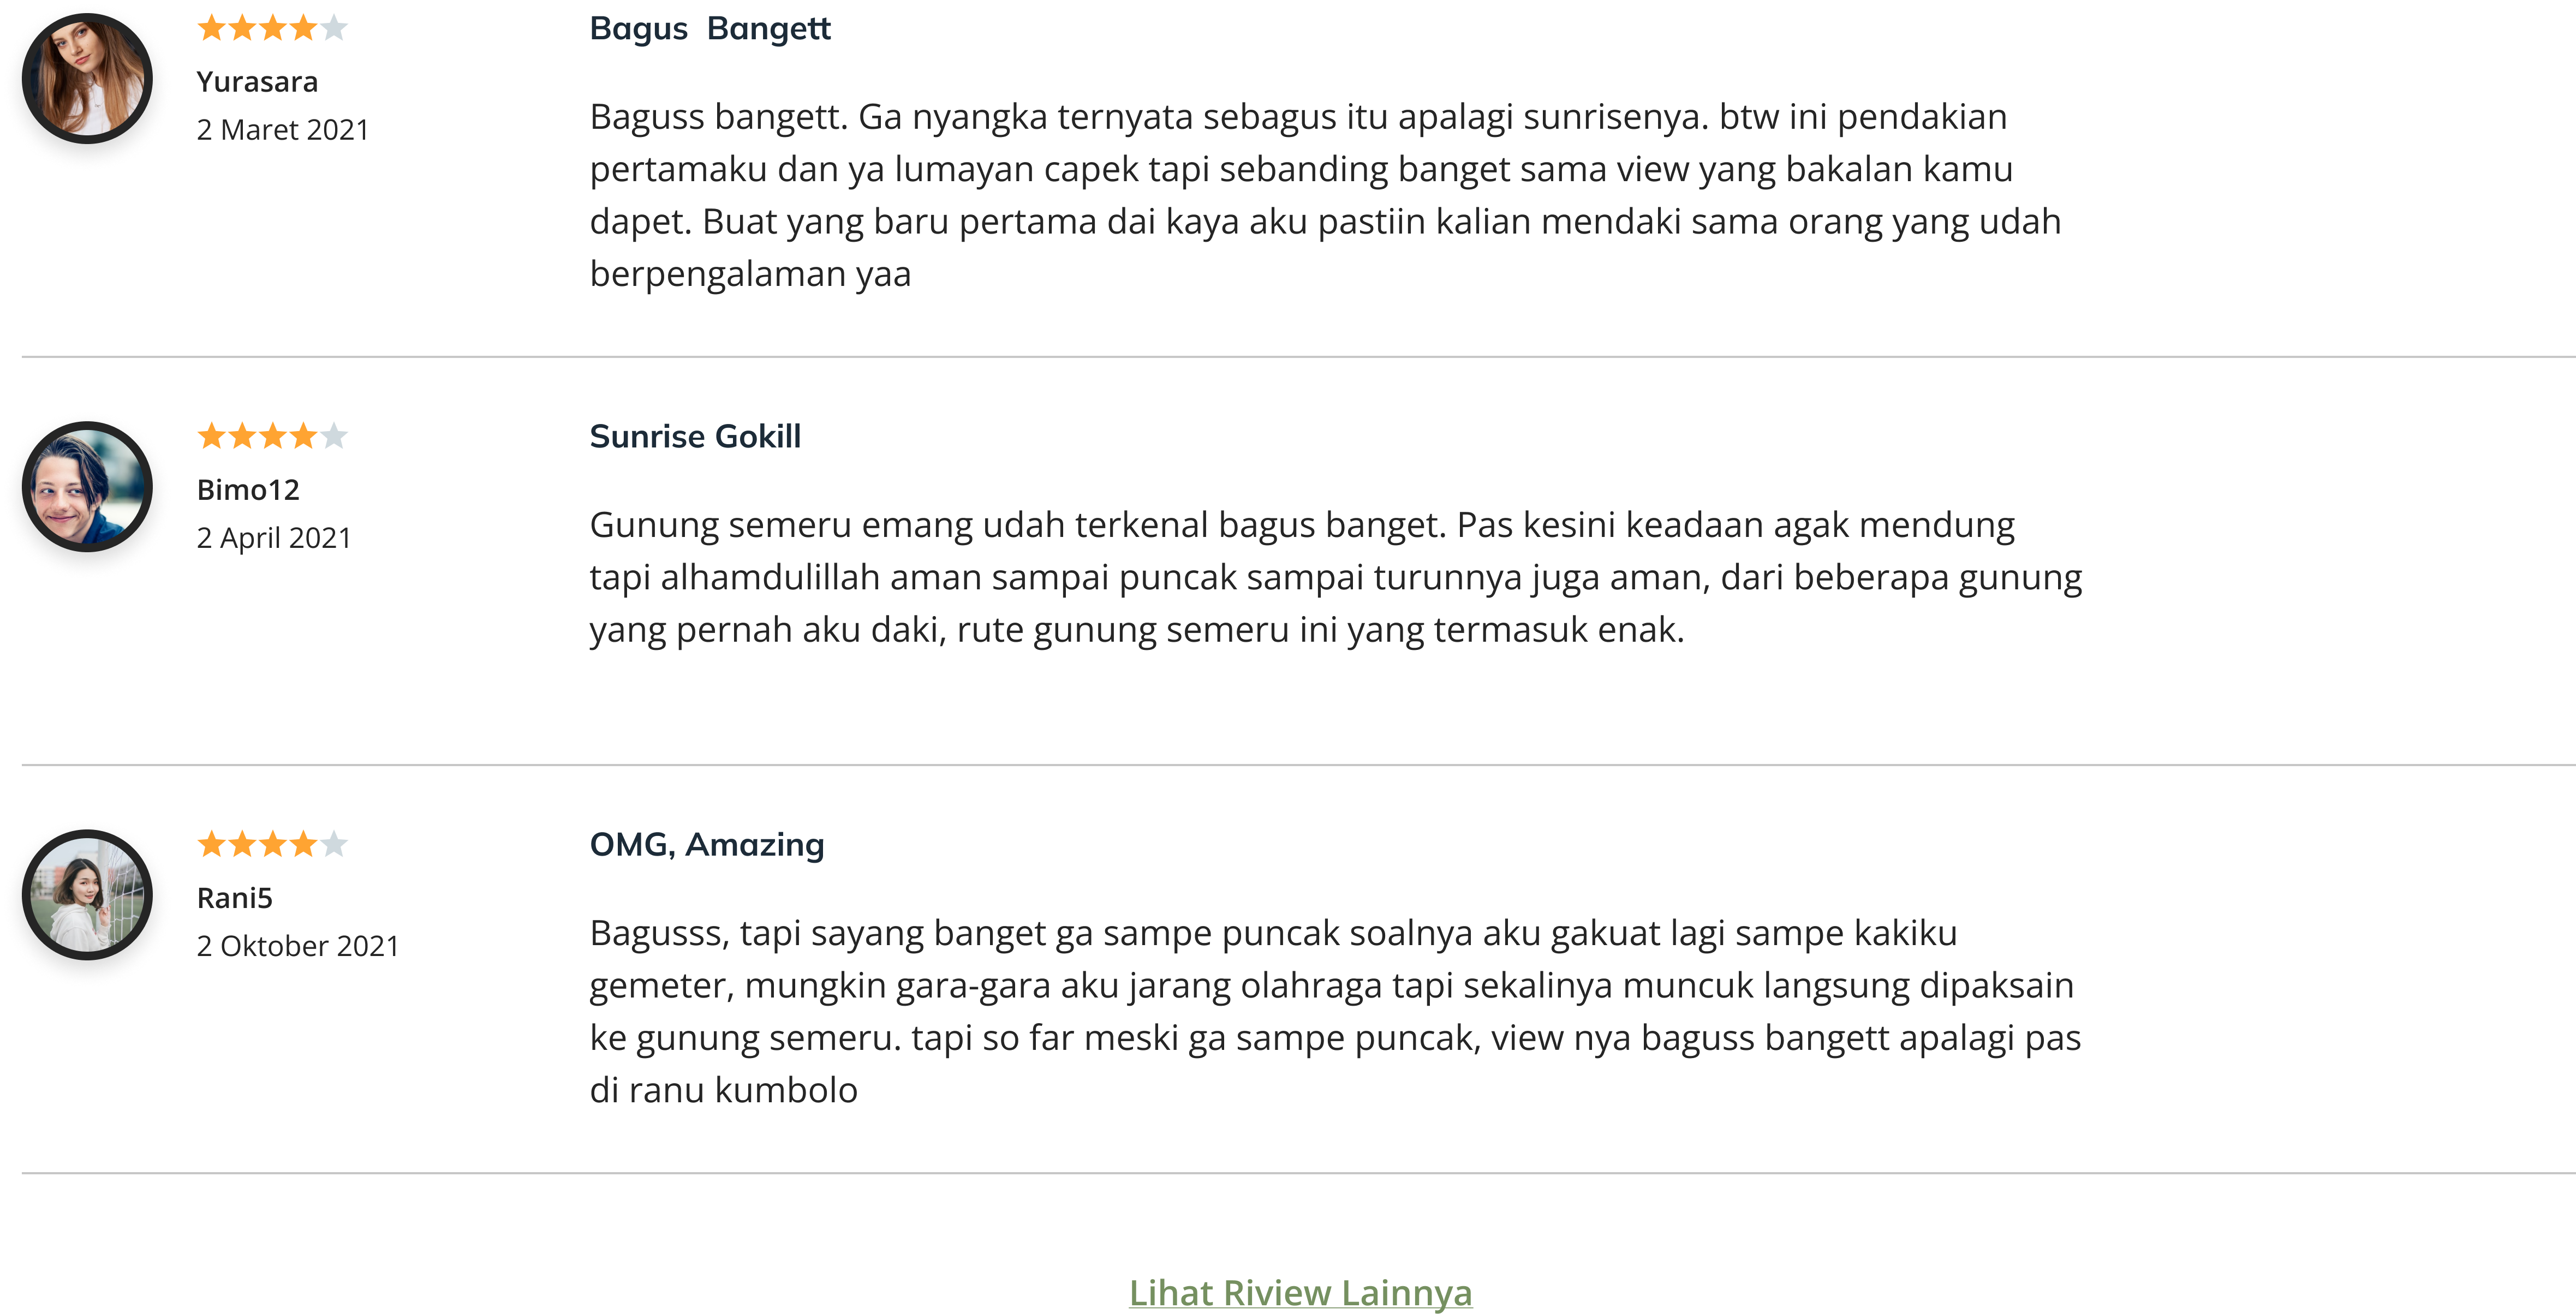 Bagus  Bangett
Yurasara
2 Maret 2021
Baguss bangett. Ga nyangka ternyata sebagus itu apalagi sunrisenya. btw ini pendakian
pertamaku dan ya lumayan capek tapi sebanding banget sama view yang bakalan kamu
dapet. Buat yang baru pertama dai kaya aku pastiin kalian mendaki sama orang yang udah
berpengalaman yaa
Sunrise Gokill
Bimo12
2 April 2021
Gunung semeru emang udah terkenal bagus banget. Pas kesini keadaan agak mendung
tapi alhamdulillah aman sampai puncak sampai turunnya juga aman, dari beberapa gunung
yang pernah aku daki, rute gunung semeru ini yang termasuk enak.
OMG, Amazing
Rani5
2 Oktober 2021
Bagusss, tapi sayang banget ga sampe puncak soalnya aku gakuat lagi sampe kakiku
gemeter, mungkin gara-gara aku jarang olahraga tapi sekalinya muncuk langsung dipaksain
ke gunung semeru. tapi so far meski ga sampe puncak, view nya baguss bangett apalagi pas
di ranu kumbolo
Lihat Riview Lainnya